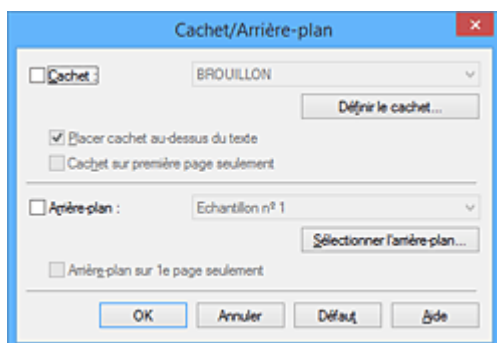 Cachet/Arrière-plan
Cachet : BROUILLON
Définir le cachet...
Placer cachet au-dessus du texte
Cachet sur première page seulement
Arrière-plan : Echantillon nº 1
Sélectionner l'arrière-plan...
Arrière-plan sur 1e page seulement
OK Annuler Défaut Aide